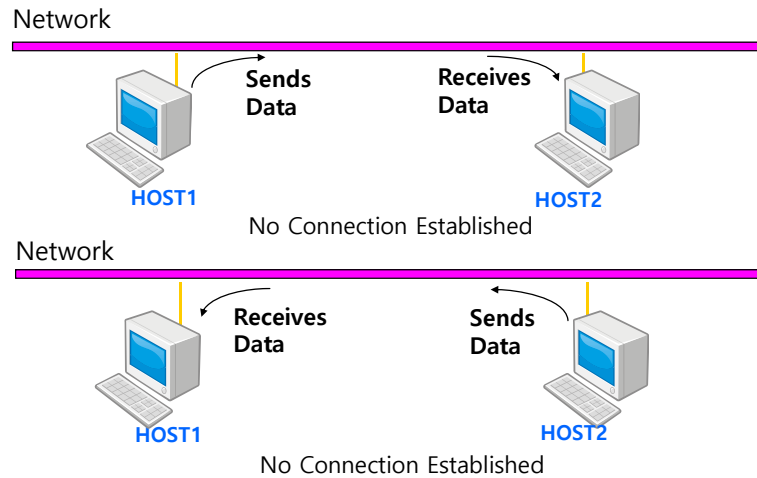 Network
Sends
Data
Receives
Data
HOST1
HOST2
No Connection Established
Network
Receives
Data
Sends
Data
HOST1
HOST2
No Connection Established